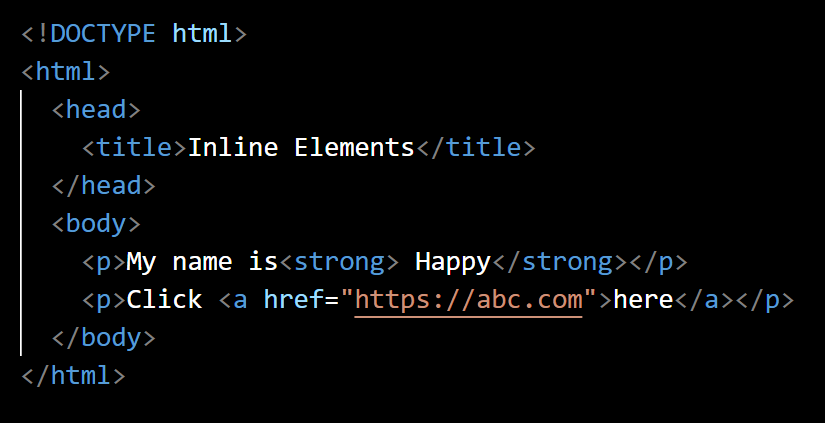 <!DOCTYPE html>
<html>
  <head>
    <title>Inline Elements</title>
  </head>
  <body>
    <p>My name is<strong> Happy</strong></p>
    <p>Click <a href="https://abc.com">here</a></p>
  </body>
</html>